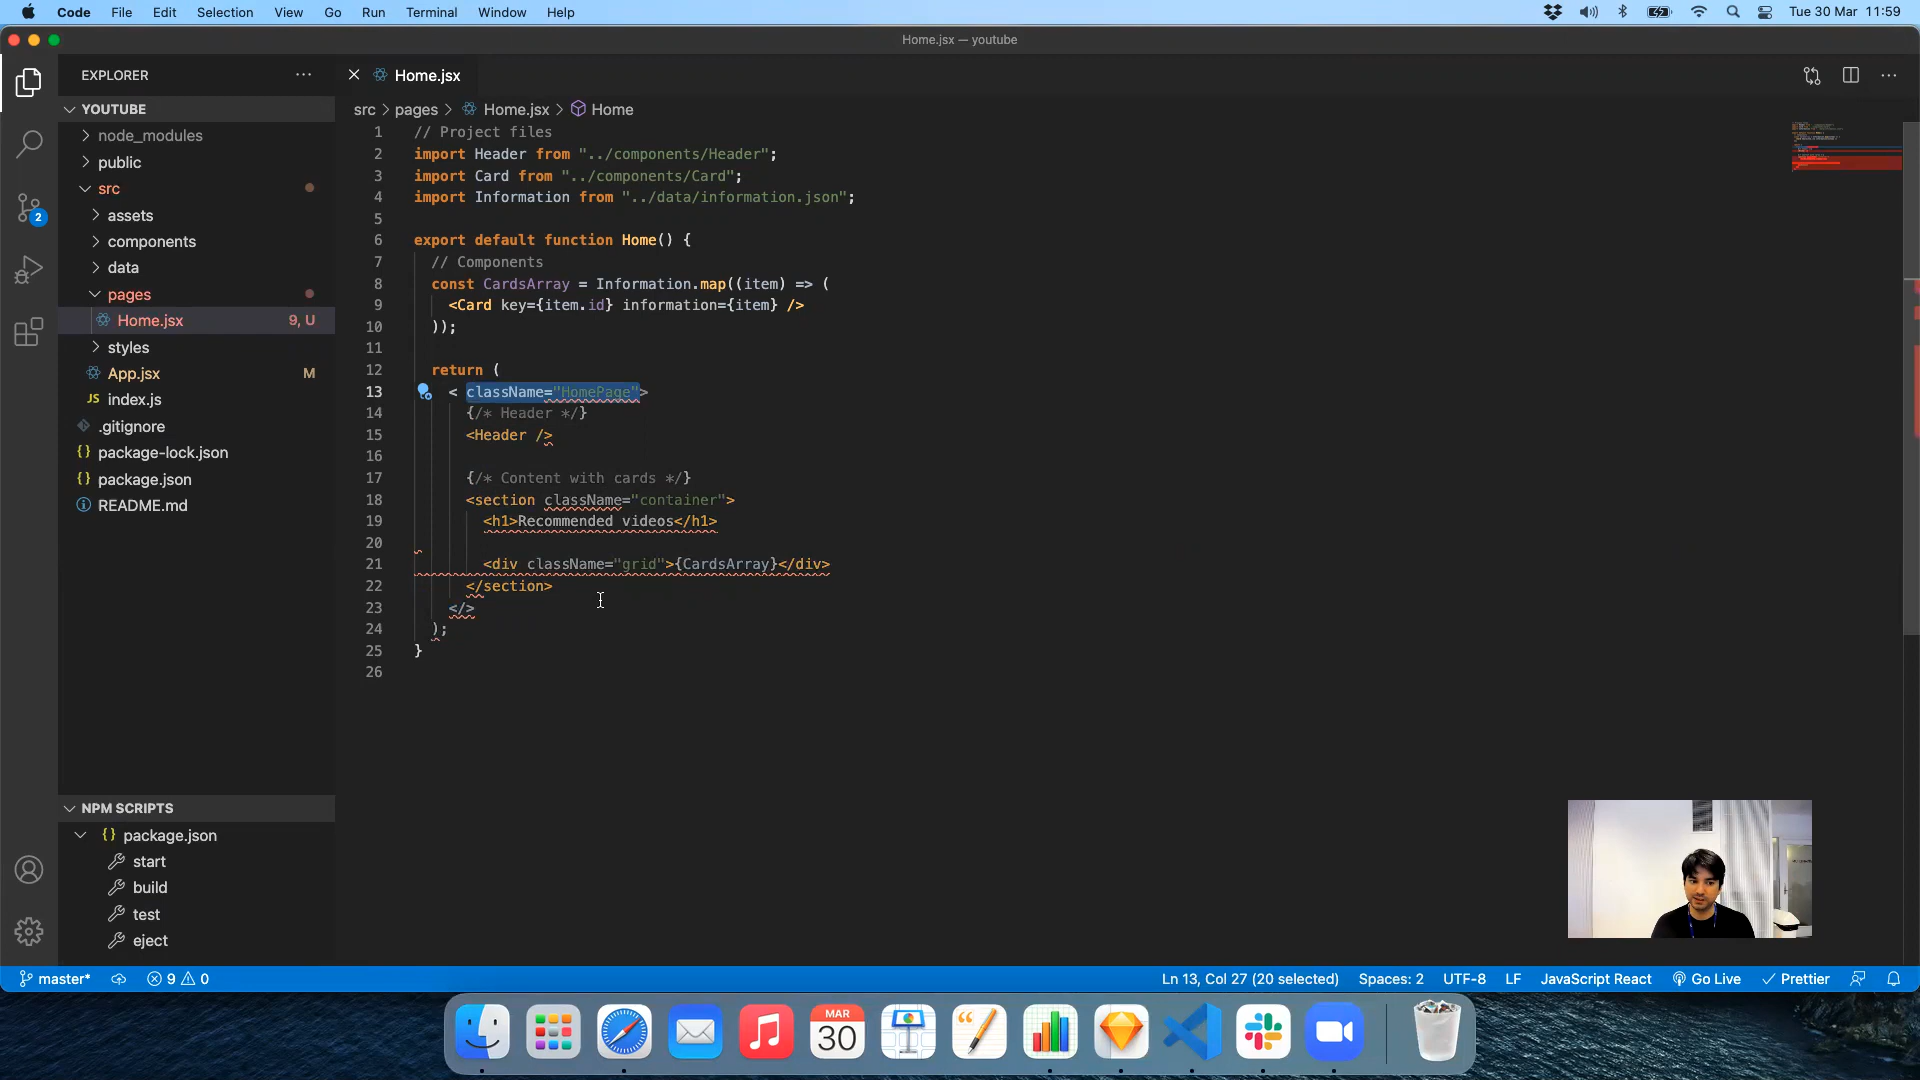 Code File Edit Selection View Go Run Terminal Window Help Tue 30 Mar 11:59
Home.jsx — youtube
EXPLORER
YOUTUBE
node_modules
public
src
assets
components
data
pages
Home.jsx 9, U
styles
App.jsx M
JS index.js
.gitignore
{} package-lock.json
{} package.json
README.md
NPM SCRIPTS
{} package.json
start
build
test
eject
2
Home.jsx
src > pages > Home.jsx > Home
1 // Project files
2 import Header from "../components/Header";
3 import Card from "../components/Card";
4 import Information from "../data/information.json";
5
6 export default function Home() {
7 // Components
8 const CardsArray = Information.map((item) => (
9 <Card key={item.id} information={item} />
10 ));
11
12 return (
13 < className="HomePage">
14 {/* Header */}
15 <Header />
16
17 {/* Content with cards */}
18 <section className="container">
19 <h1>Recommended videos</h1>
20
21 <div className="grid">{CardsArray}</div>
22 </section>
23 </>
24 );
25 }
26
master* 9 0 Ln 13, Col 27 (20 selected) Spaces: 2 UTF-8 LF JavaScript React Go Live Prettier
MAR
30